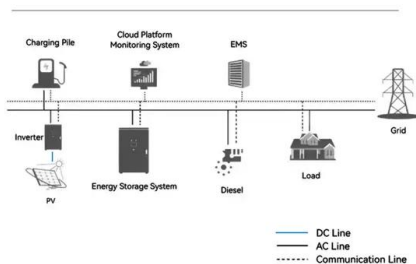 Charging Pile
Cloud Platform
Monitoring System
EMS
Grid
Inverter
PV
Energy Storage System
Diesel
Load
DC Line
AC Line
Communication Line